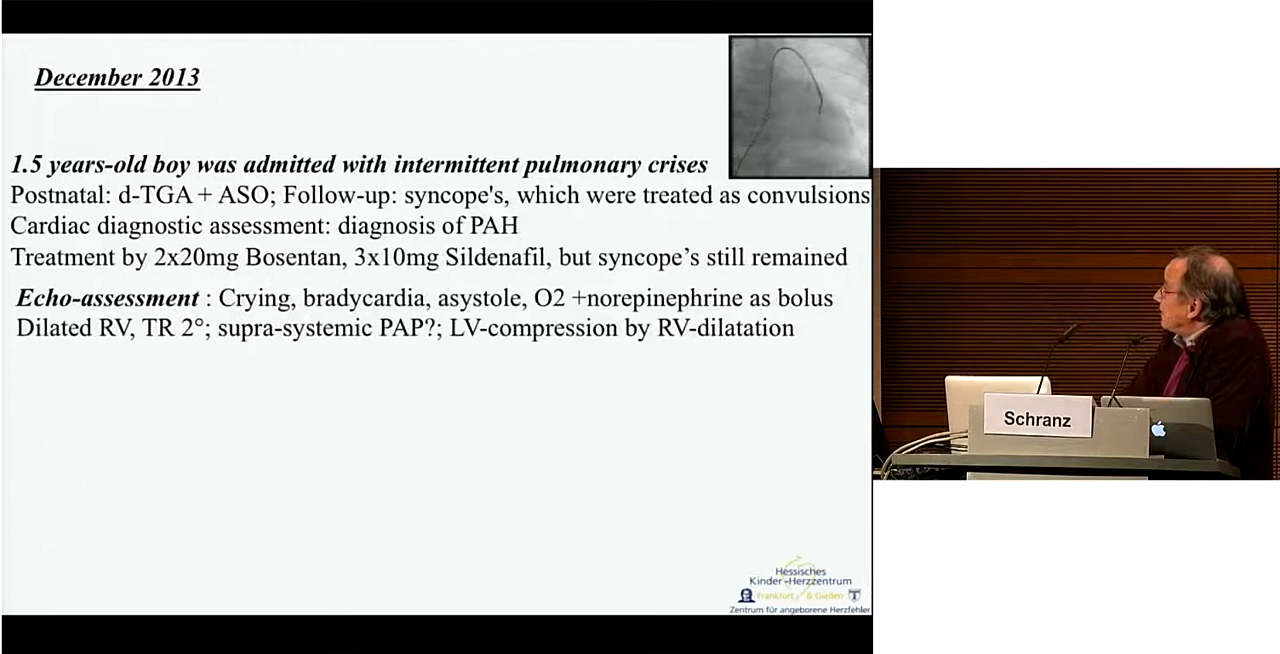 December 2013
1.5 years-old boy was admitted with intermittent pulmonary crises
Postnatal: d-TGA + ASO; Follow-up: syncope's, which were treated as convulsions
Cardiac diagnostic assessment: diagnosis of PAH
Treatment by 2x20mg Bosentan, 3x10mg Sildenafil, but syncope’s still remained
Echo-assessment : Crying, bradycardia, asystole, O2 +norepinephrine as bolus
Dilated RV, TR 2°; supra-systemic PAP?; LV-compression by RV-dilatation
Hessisches
Kinder-Herzzentrum
Frankfurt & Gießen
Zentrum für angeborene Herzfehler
Schranz